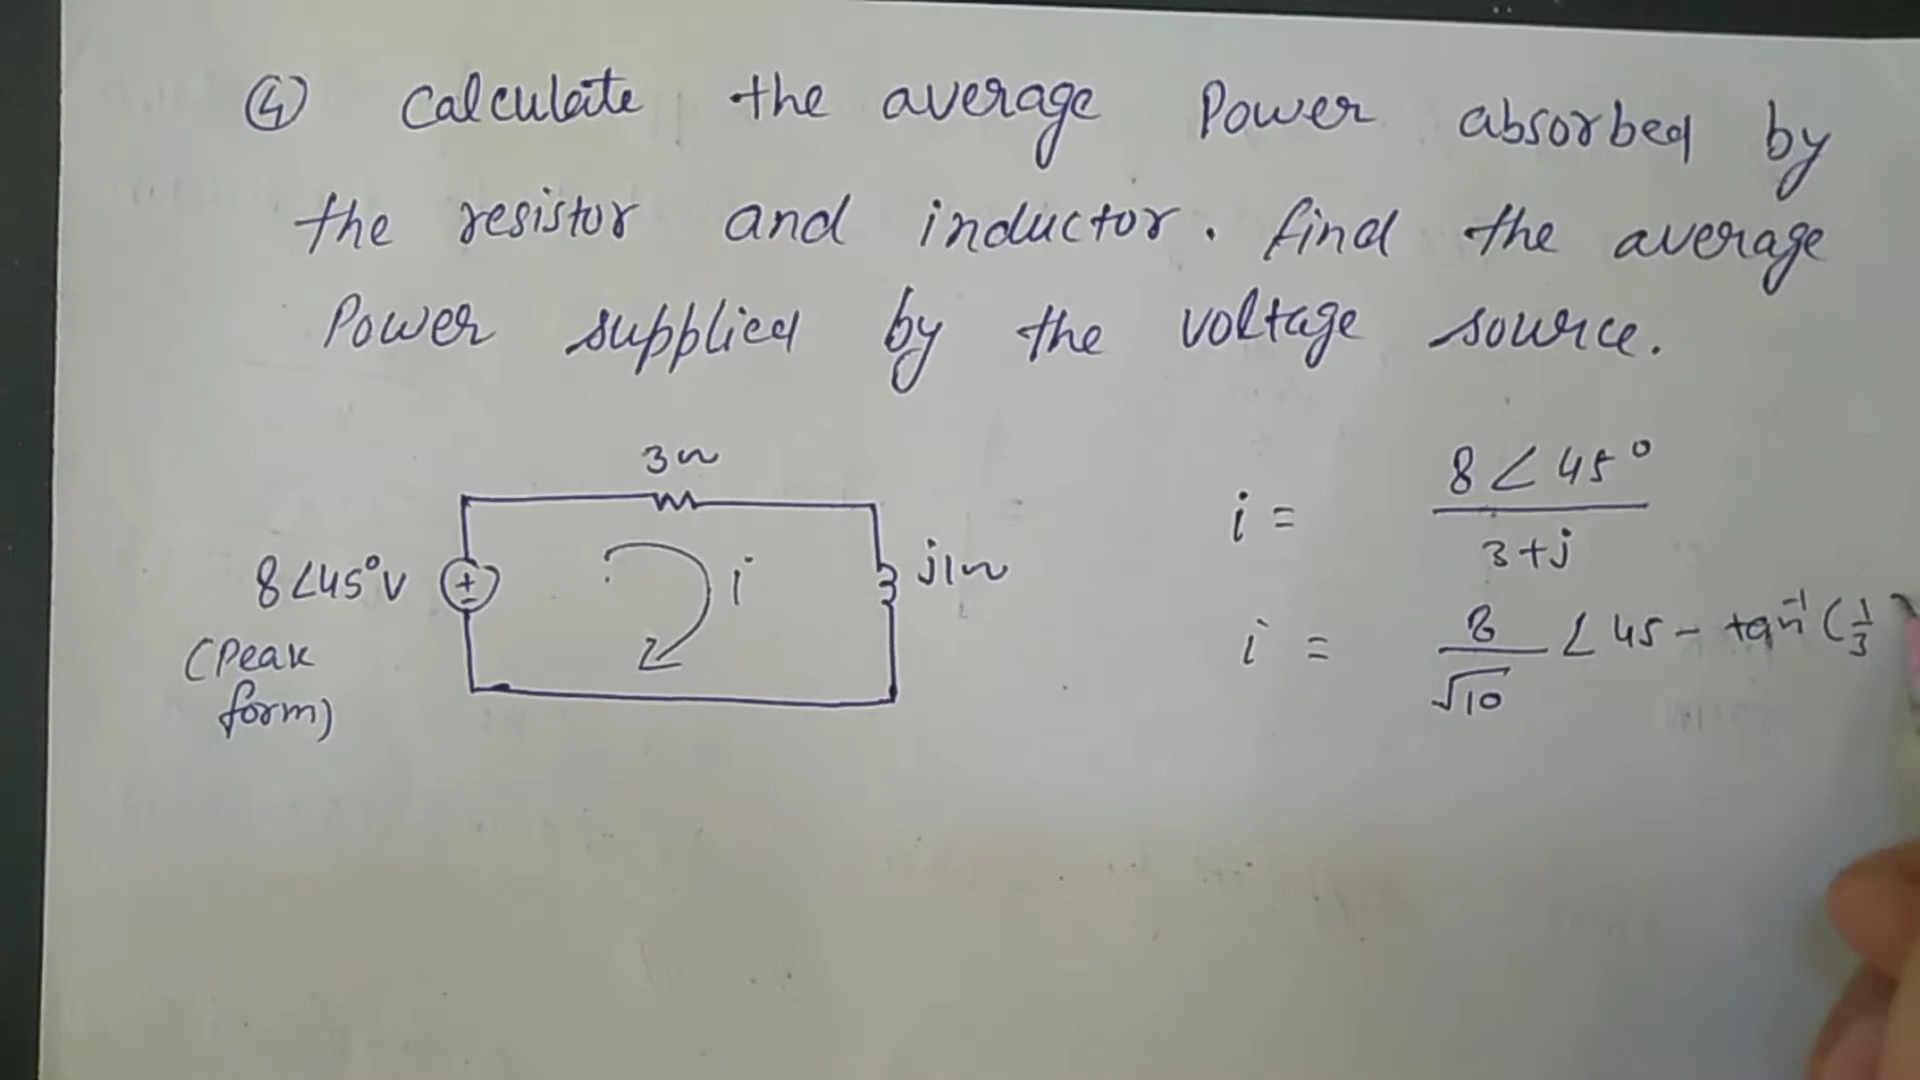 ④ Calculate the average Power absorbed by
the resistor and inductor. find the average
Power supplied by the voltage source.
3Ω
8∠45°V
(Peak
form)
i
j1Ω
i = 8∠45° / 3+j
i = 8/√10 ∠45 - tan⁻¹(1/3)